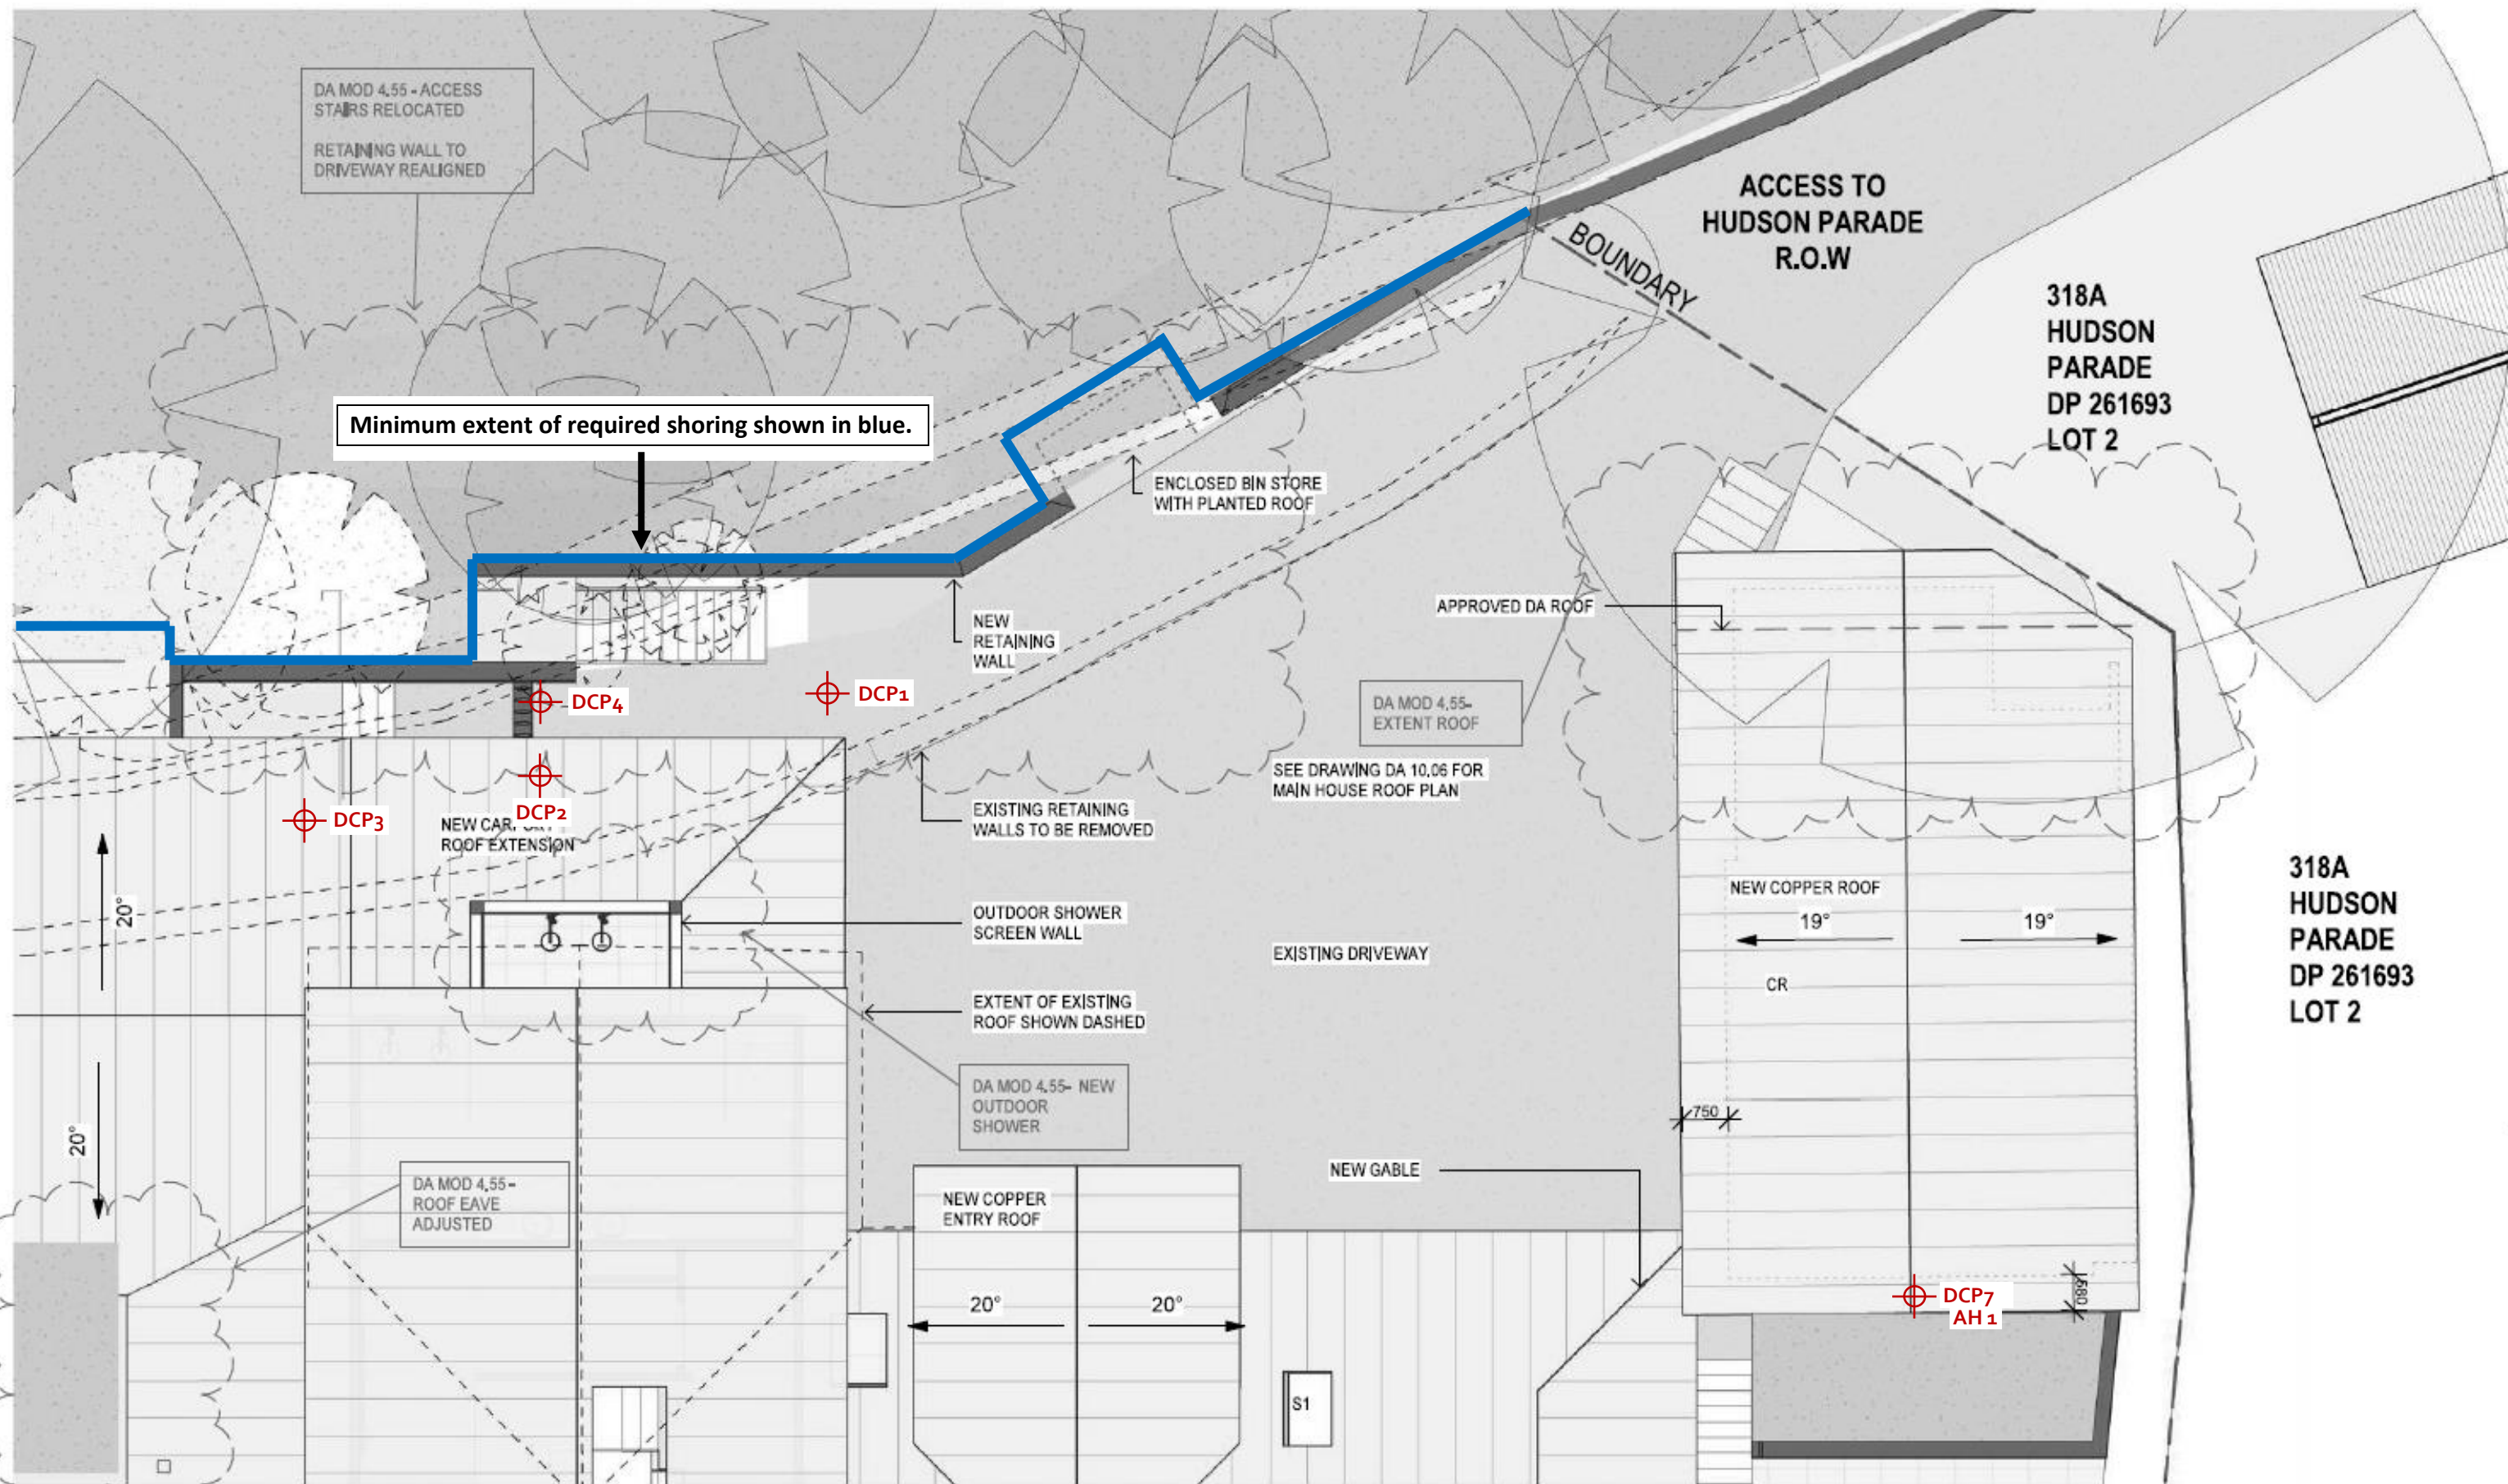 DA MOD 4.55 - ACCESS
STAIRS RELOCATED
RETAINING WALL TO
DRIVEWAY REALIGNED
ACCESS TO
HUDSON PARADE
R.O.W
BOUNDARY
318A
HUDSON
PARADE
DP 261693
LOT 2
Minimum extent of required shoring shown in blue.
ENCLOSED BIN STORE
WITH PLANTED ROOF
NEW
RETAINING
WALL
APPROVED DA ROOF
DCP4
DCP1
DA MOD 4.55-
EXTENT ROOF
SEE DRAWING DA 10.06 FOR
MAIN HOUSE ROOF PLAN
DCP2
DCP3
NEW
ROOF EXTENSION
EXISTING RETAINING
WALLS TO BE REMOVED
318A
HUDSON
PARADE
DP 261693
LOT 2
NEW COPPER ROOF
19°
19°
CR
20°
OUTDOOR SHOWER
SCREEN WALL
EXISTING DRIVEWAY
EXTENT OF EXISTING
ROOF SHOWN DASHED
DA MOD 4.55- NEW
OUTDOOR
SHOWER
750
20°
NEW GABLE
DA MOD 4.55-
ROOF EAVE
ADJUSTED
NEW COPPER
ENTRY ROOF
20°
20°
680
DCP7
AH 1
S1